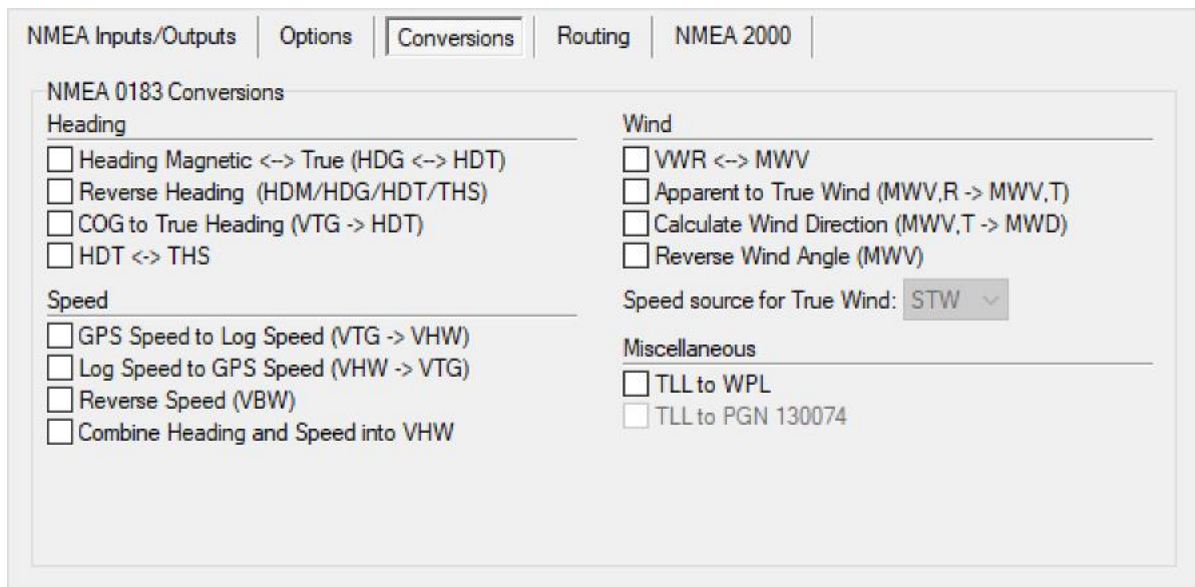 NMEA Inputs/Outputs Options Conversions Routing NMEA 2000
NMEA 0183 Conversions
Heading
Heading Magnetic <--> True (HDG <--> HDT)
Reverse Heading (HDM/HDG/HDT/THS)
COG to True Heading (VTG -> HDT)
HDT <-> THS
Speed
GPS Speed to Log Speed (VTG -> VHW)
Log Speed to GPS Speed (VHW -> VTG)
Reverse Speed (VBW)
Combine Heading and Speed into VHW
Wind
VWR <--> MWV
Apparent to True Wind (MWV,R -> MWV,T)
Calculate Wind Direction (MWV,T -> MWD)
Reverse Wind Angle (MWV)
Speed source for True Wind: STW
Miscellaneous
TLL to WPL
TLL to PGN 130074